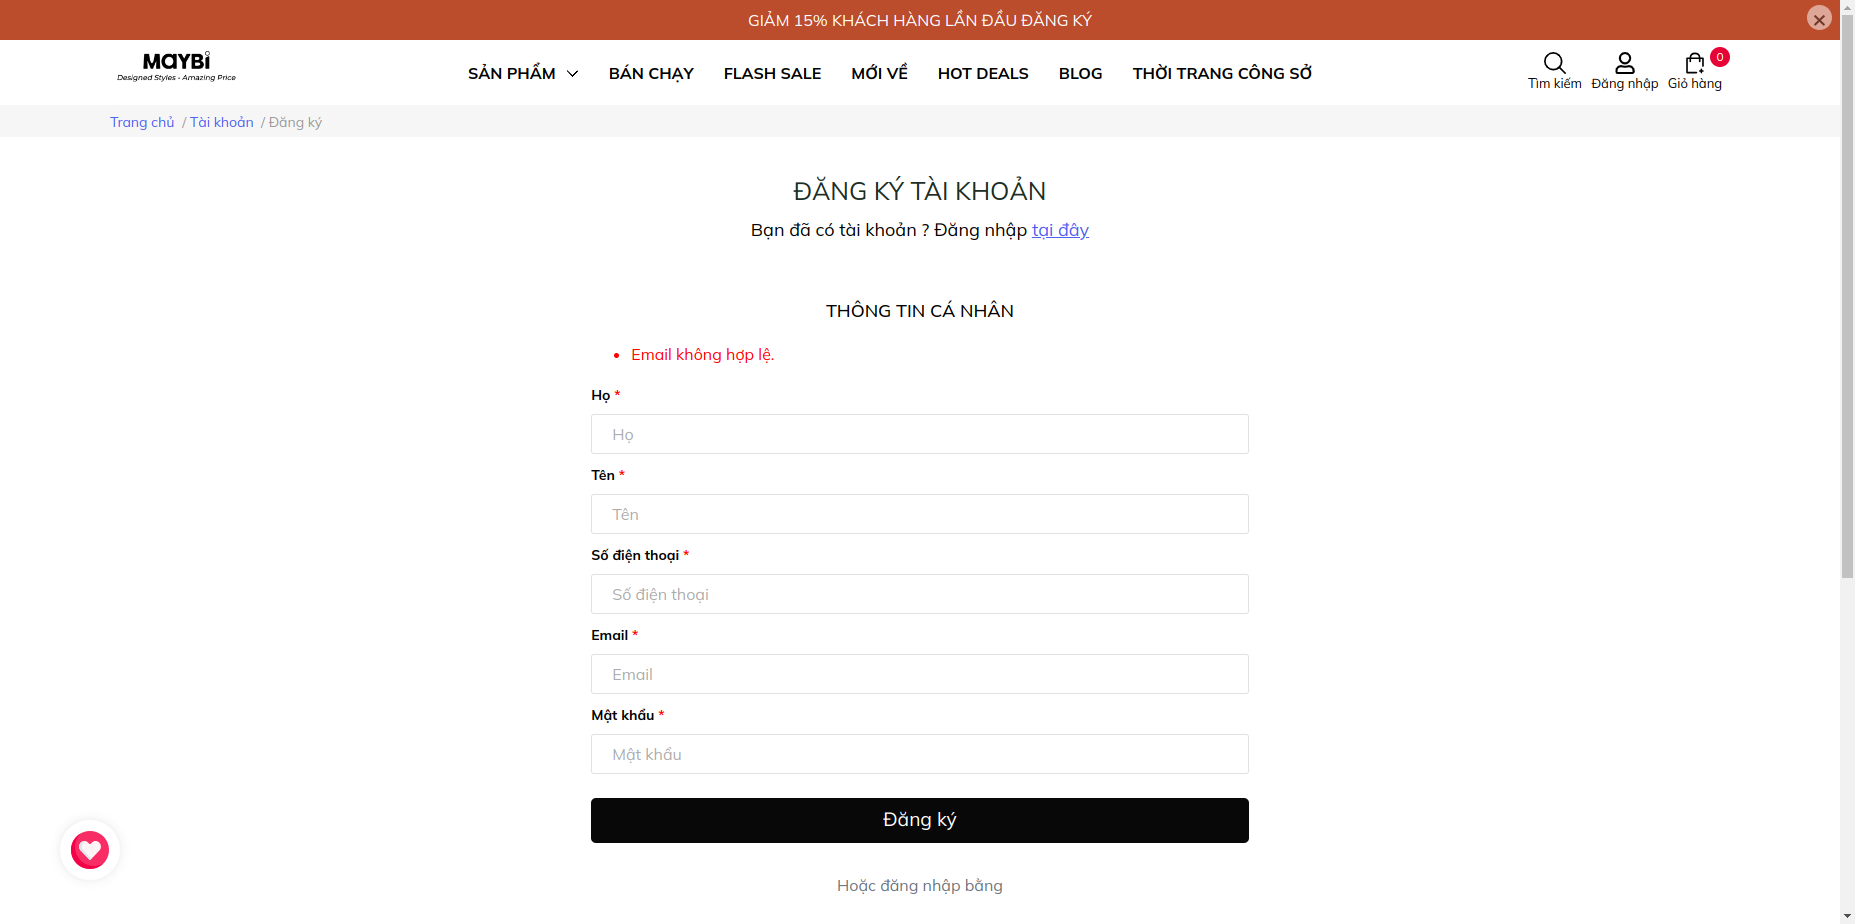 GIẢM 15% KHÁCH HÀNG LẦN ĐẦU ĐĂNG KÝ
MAYBI
Designed Styles - Amazing Price
SẢN PHẨM
BÁN CHẠY
FLASH SALE
MỚI VỀ
HOT DEALS
BLOG
THỜI TRANG CÔNG SỞ
Tìm kiếm
Đăng nhập
Giỏ hàng
0
Trang chủ / Tài khoản / Đăng ký
ĐĂNG KÝ TÀI KHOẢN
Bạn đã có tài khoản ? Đăng nhập tại đây
THÔNG TIN CÁ NHÂN
• Email không hợp lệ.
Họ *
Họ
Tên *
Tên
Số điện thoại *
Số điện thoại
Email *
Email
Mật khẩu *
Mật khẩu
Đăng ký
Hoặc đăng nhập bằng